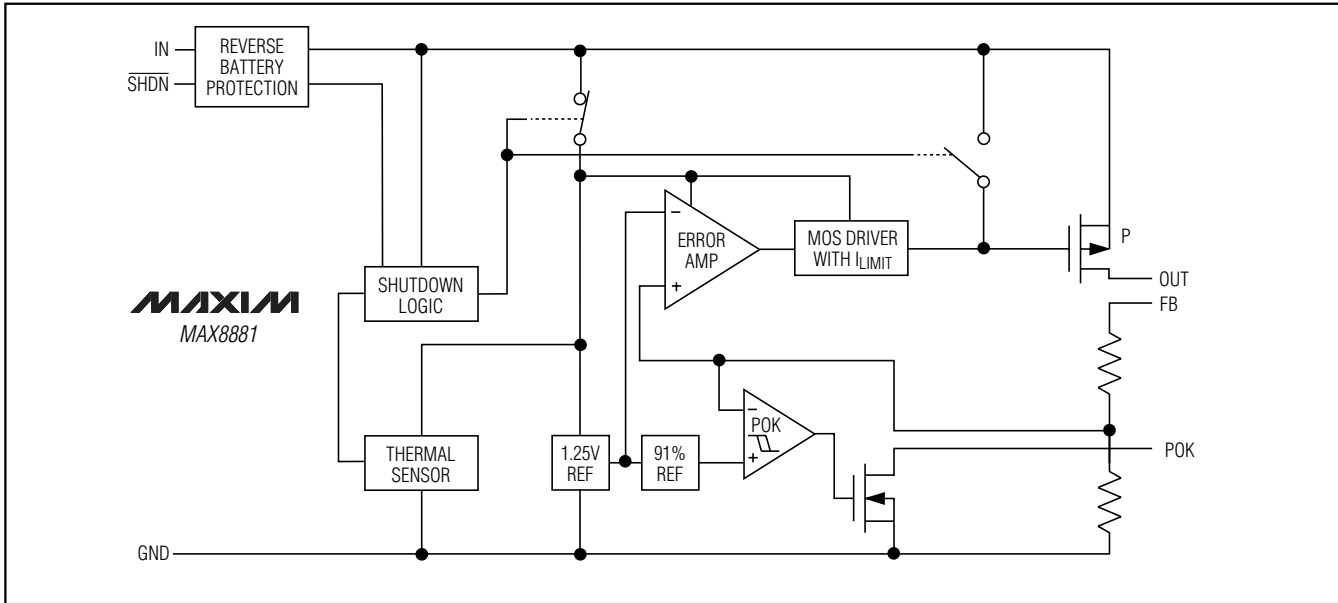 IN
SHDN
REVERSE
BATTERY
PROTECTION
P
ERROR
AMP
−
+
MOS DRIVER
WITH ILIMIT
OUT
FB
SHUTDOWN
LOGIC
MAXIM
MAX8881
THERMAL
SENSOR
1.25V
REF
91%
REF
−
POK
+
POK
GND